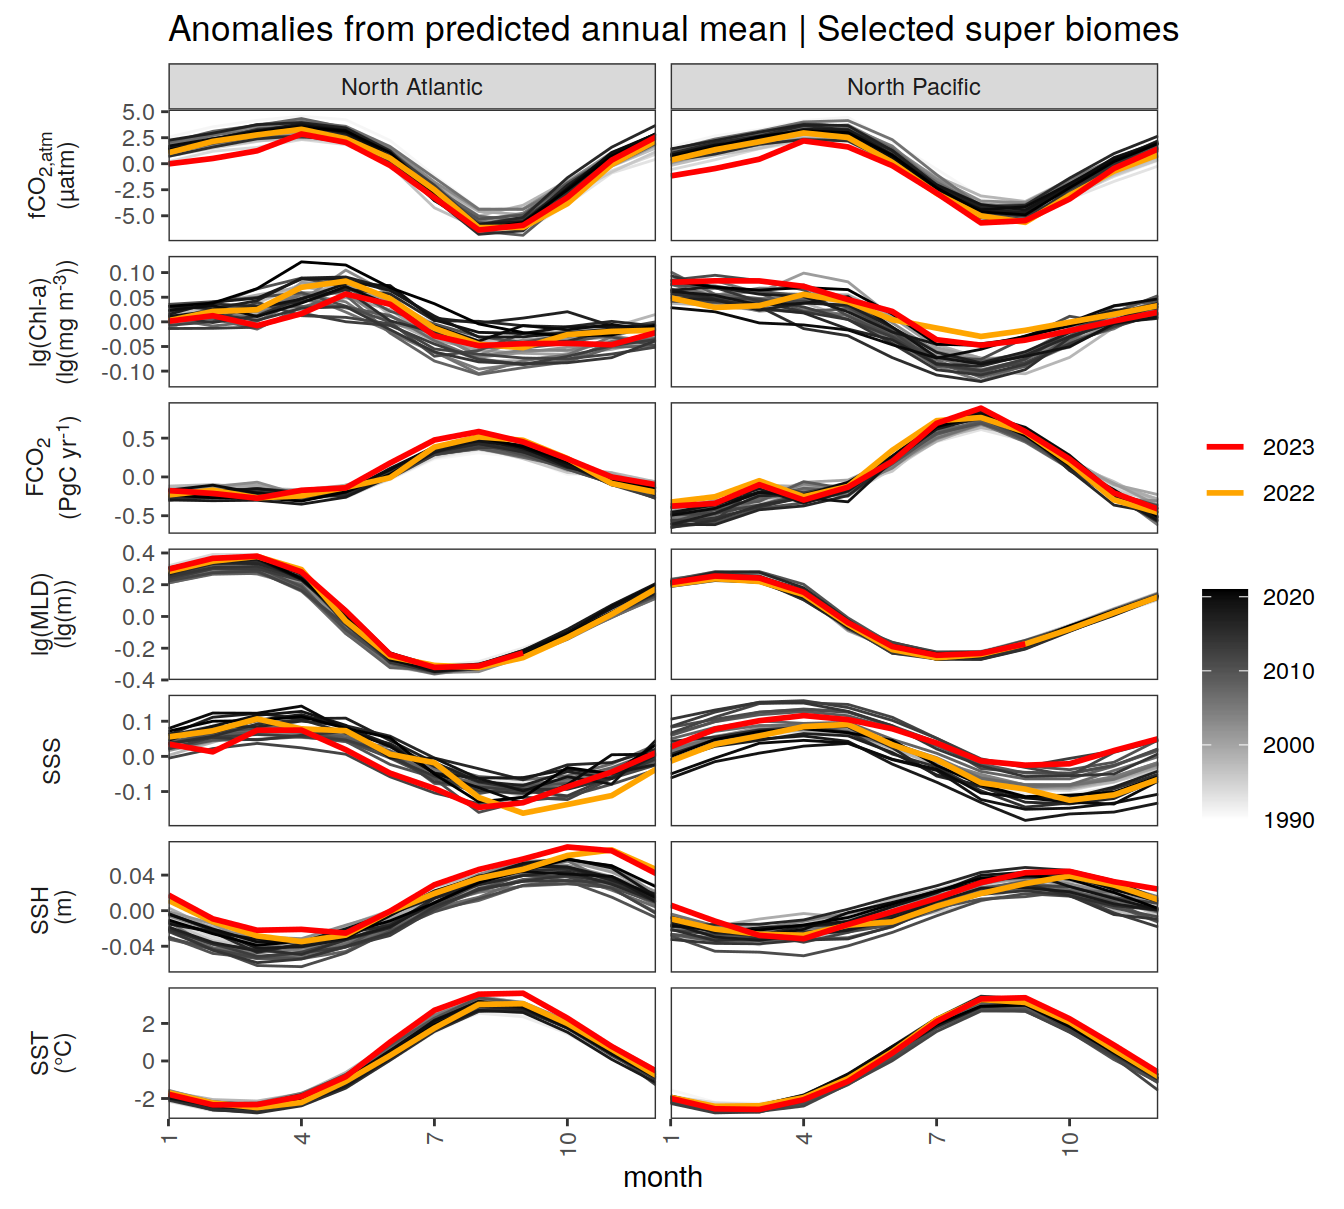 Anomalies from predicted annual mean | Selected super biomes
North Atlantic
North Pacific
fCO2,atm
(µatm)
5.0
2.5
0.0
-2.5
-5.0
lg(Chl-a)
(lg(mg m-3))
0.10
0.05
0.00
-0.05
-0.10
FCO2
(PgC yr-1)
0.5
0.0
-0.5
lg(MLD)
(lg(m))
0.4
0.2
0.0
-0.2
-0.4
SSS
0.1
0.0
-0.1
SSH
(m)
0.04
0.00
-0.04
SST
(°C)
2
0
-2
1
4
7
10
1
4
7
10
month
2023
2022
2020
2010
2000
1990